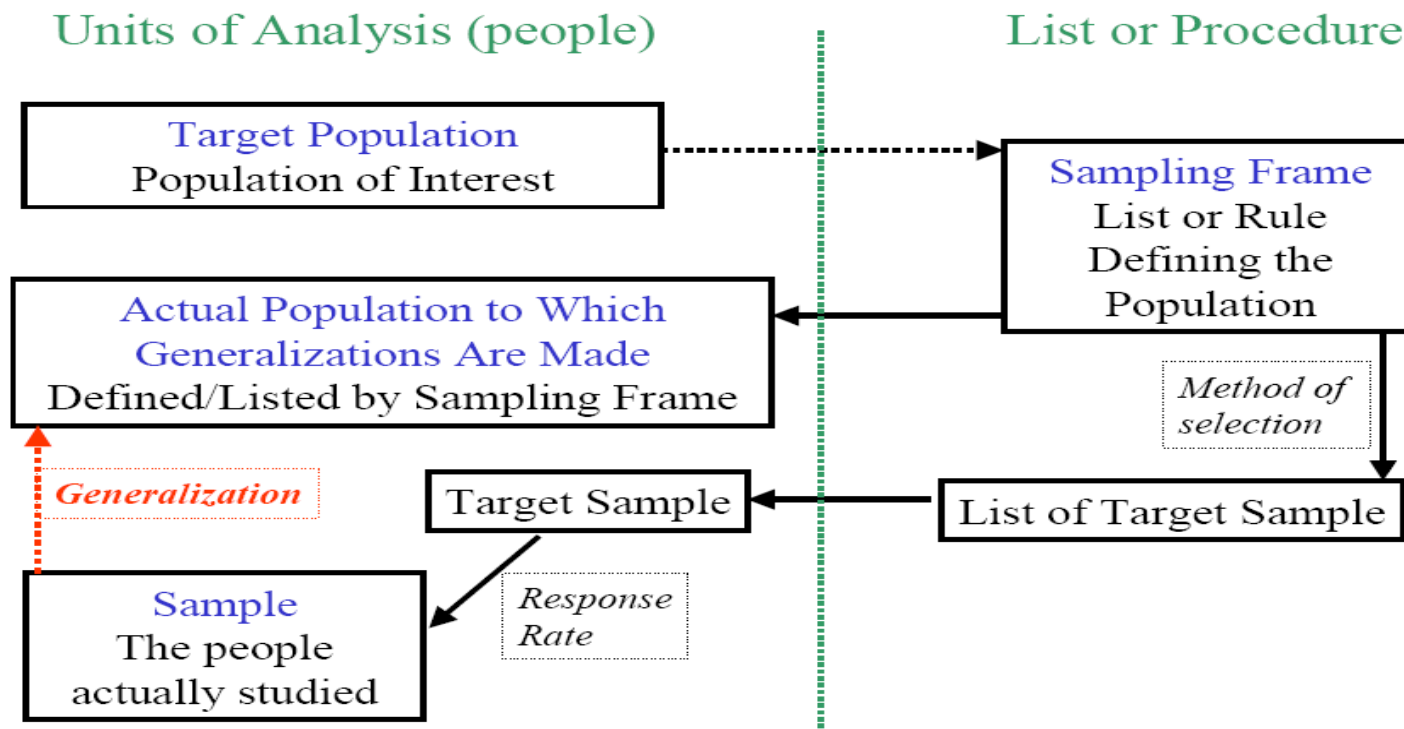 Units of Analysis (people)
List or Procedure
Target Population
Population of Interest
Sampling Frame
List or Rule
Defining the
Population
Actual Population to Which
Generalizations Are Made
Defined/Listed by Sampling Frame
Method of
selection
Generalization
Target Sample
List of Target Sample
Response
Rate
Sample
The people
actually studied